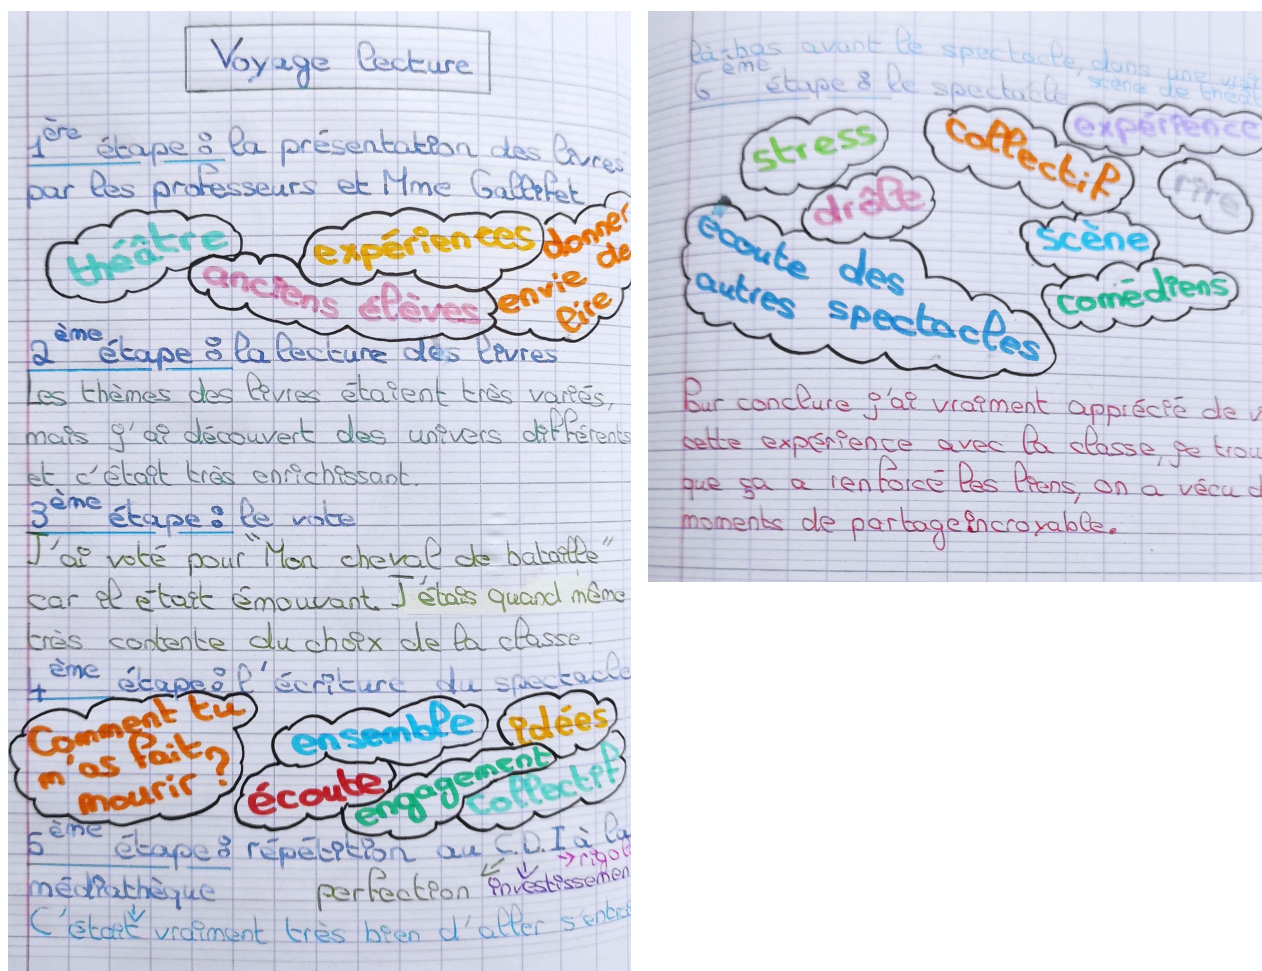 Voyage lecture
1ère étape : la présentation des livres
par les professeurs et Mme Gallifet
théâtre
expériences
donner
envie de
lire
anciens élèves
2ème étape : la lecture des livres
Les thèmes des livres étaient très variés,
mais j'ai découvert des univers différents
et c'était très enrichissant.
3ème étape : le vote
J'ai voté pour "Mon cheval de bataille"
car il était émouvant. J'étais quand même
très contente du choix de la classe.
4ème étape : l'écriture du spectacle
Comment tu
m'as fait
mourir ?
ensemble
idées
écoute
engagement
collectif
5ème étape : répétition au C.D.I à la
médiathèque perfection investissement
C'était vraiment très bien d'aller
là-bas avant le spectacle, dans une
scène de
6ème étape : le spectacle
stress
collectif
expérience
drôle
rire
écoute des
autres spectacles
scène
comédiens
Pour conclure j'ai vraiment apprécié de
cette expérience avec la classe, je
que ça a renforcé les liens, on a vécu
moments de partage incroyable.